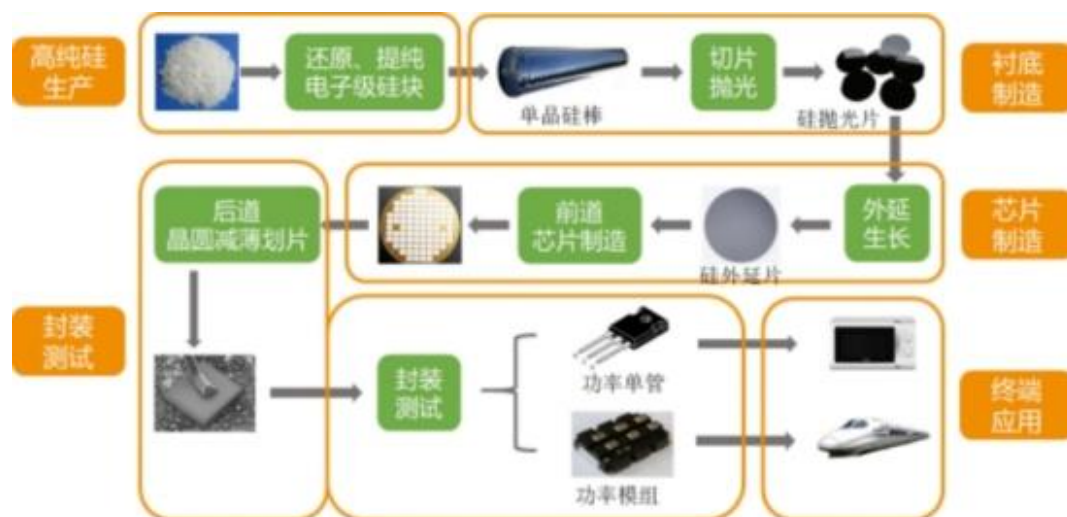 高纯硅
生产
还原、提纯
电子级硅块
单晶硅棒
切片
抛光
硅抛光片
衬底
制造
后道
晶圆减薄划片
前道
芯片制造
硅外延片
外延
生长
芯片
制造
封装
测试
封装
测试
功率单管
功率模组
终端
应用